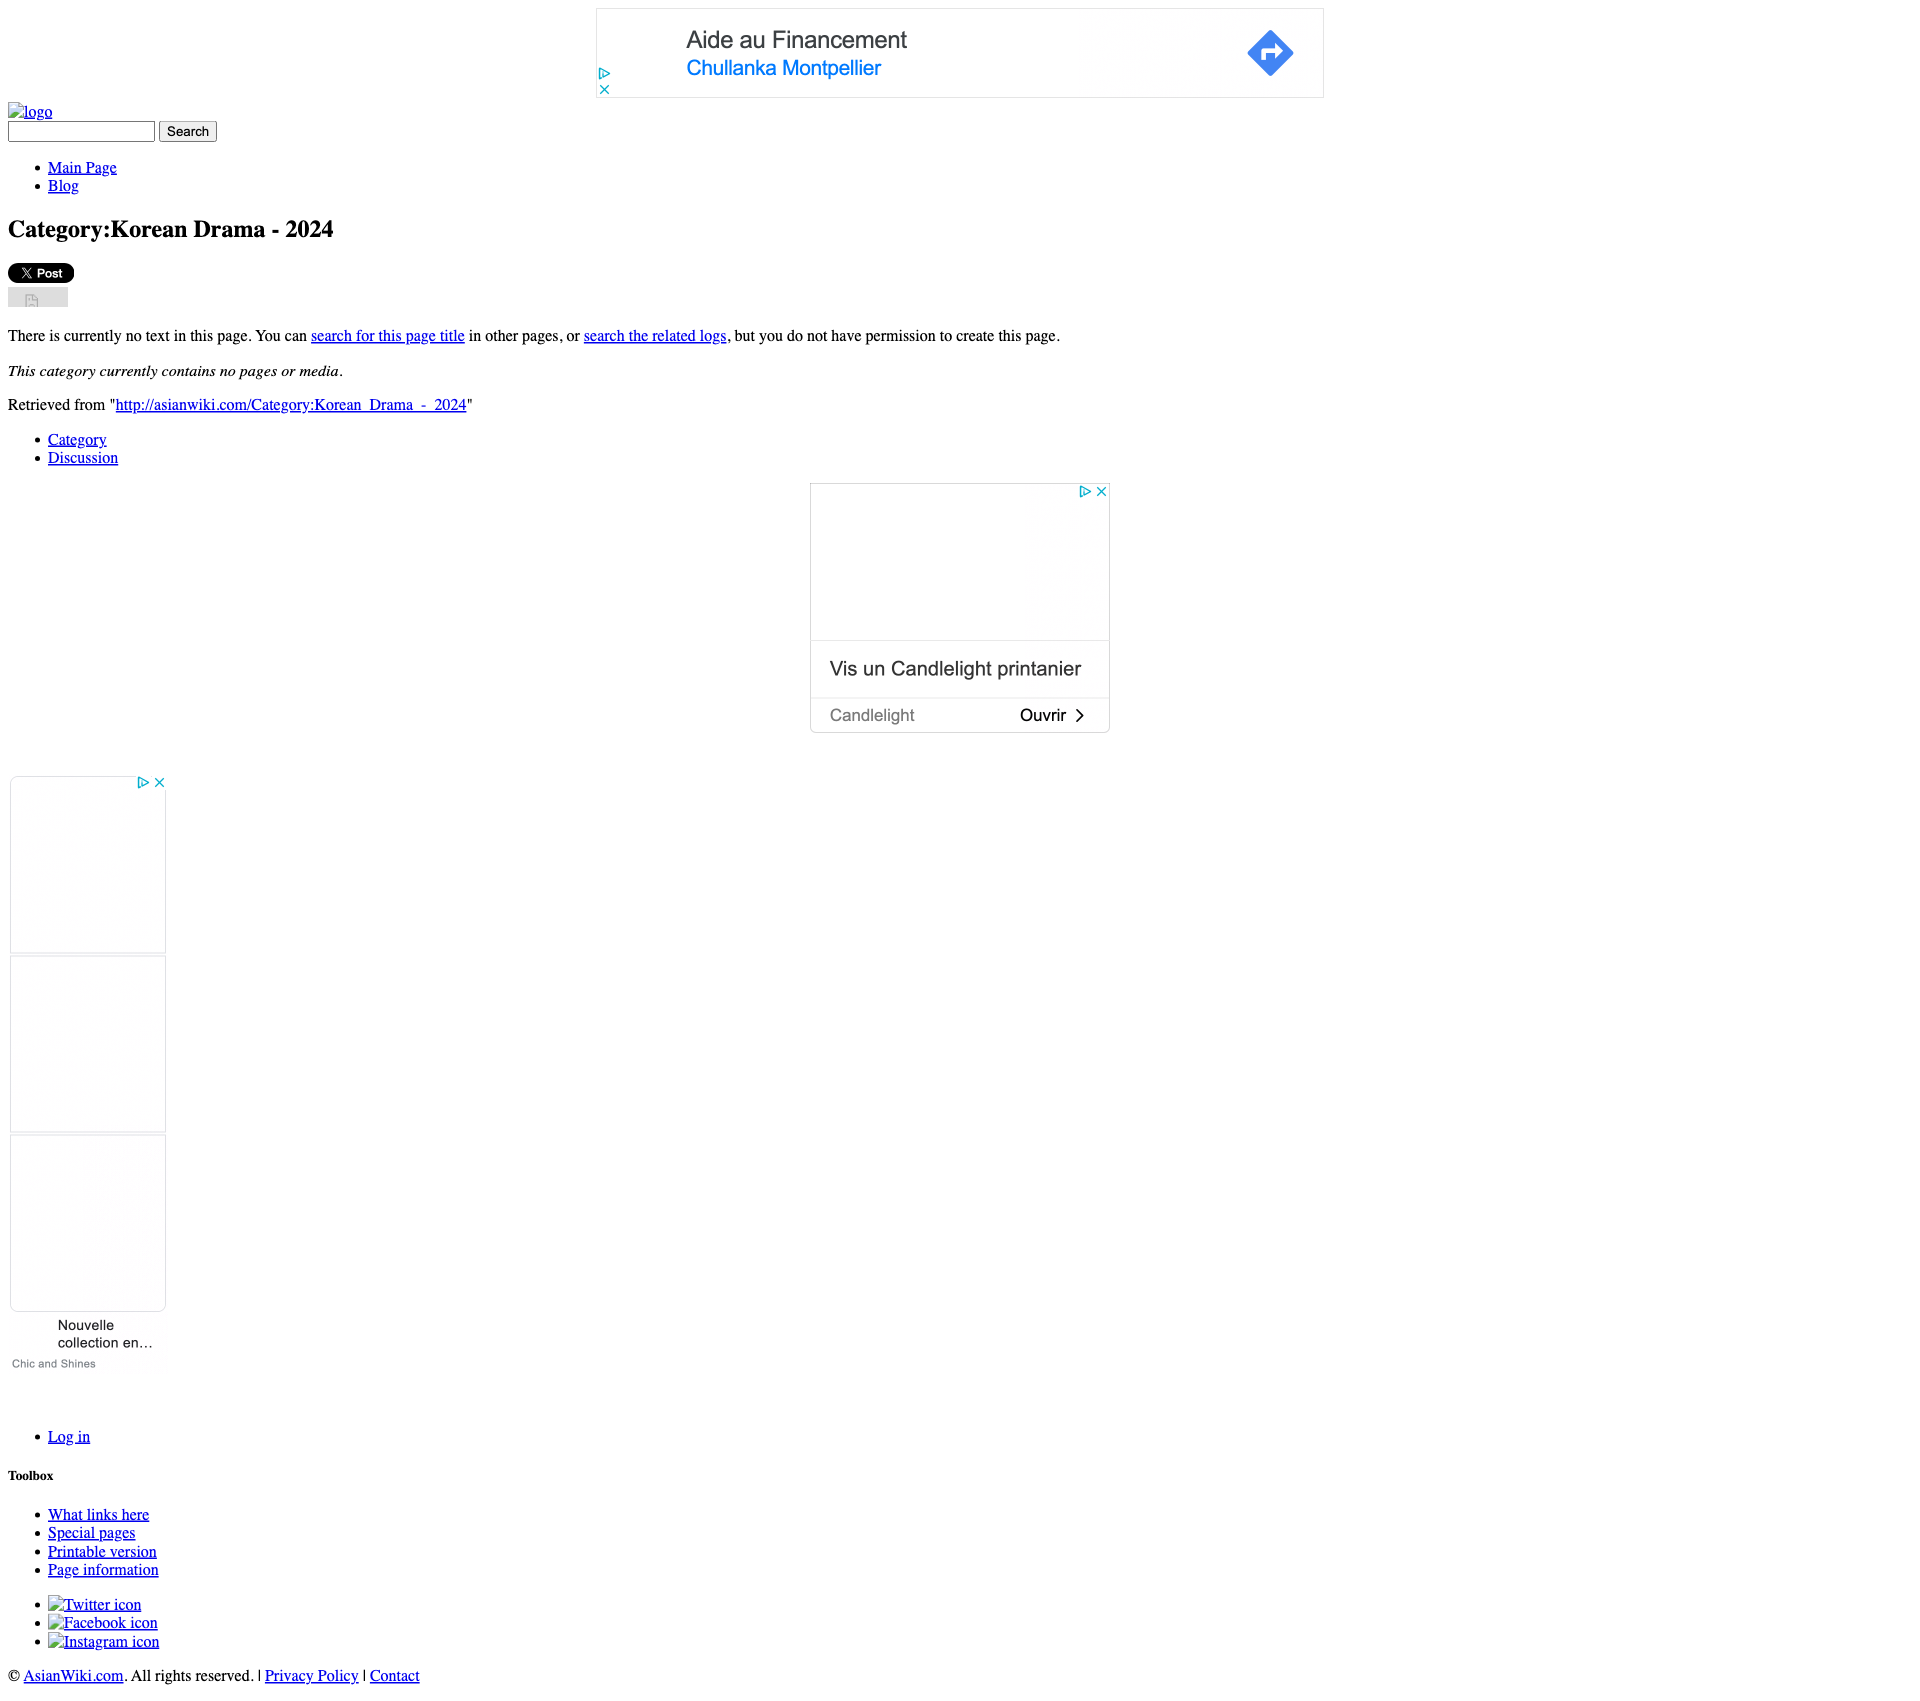 Aide au Financement
Chullanka Montpellier
logo
Search
Main Page
Blog
Category:Korean Drama - 2024
Post
There is currently no text in this page. You can search for this page title in other pages, or search the related logs, but you do not have permission to create this page.
This category currently contains no pages or media.
Retrieved from "http://asianwiki.com/Category:Korean_Drama_-_2024"
Category
Discussion
Vis un Candlelight printanier
Candlelight Ouvrir
Nouvelle
collection en…
Chic and Shines
Log in
Toolbox
What links here
Special pages
Printable version
Page information
Twitter icon
Facebook icon
Instagram icon
© AsianWiki.com. All rights reserved. | Privacy Policy | Contact